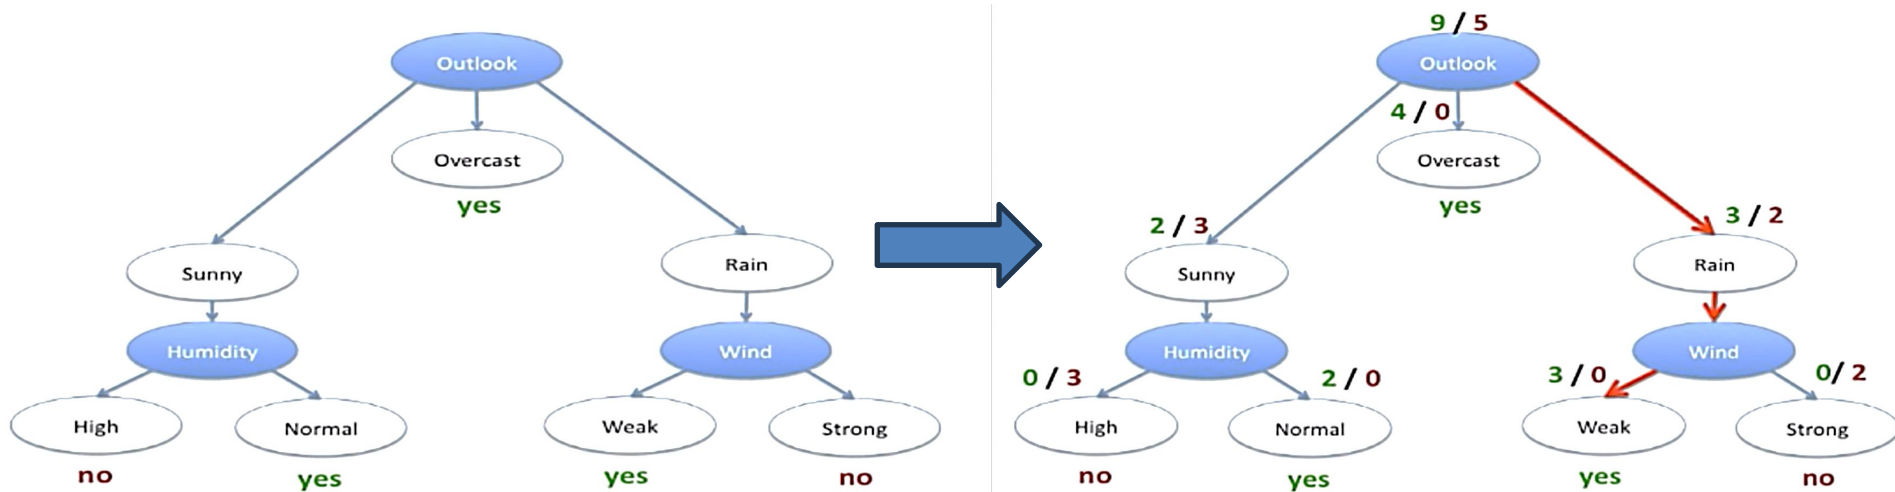 Outlook
Overcast
yes
Sunny
Rain
Humidity
Wind
High
Normal
Weak
Strong
no
yes
yes
no
9 / 5
Outlook
4 / 0
Overcast
yes
2 / 3
3 / 2
Sunny
Rain
Humidity
Wind
0 / 3
2 / 0
3 / 0
0/ 2
High
Normal
Weak
Strong
no
yes
yes
no